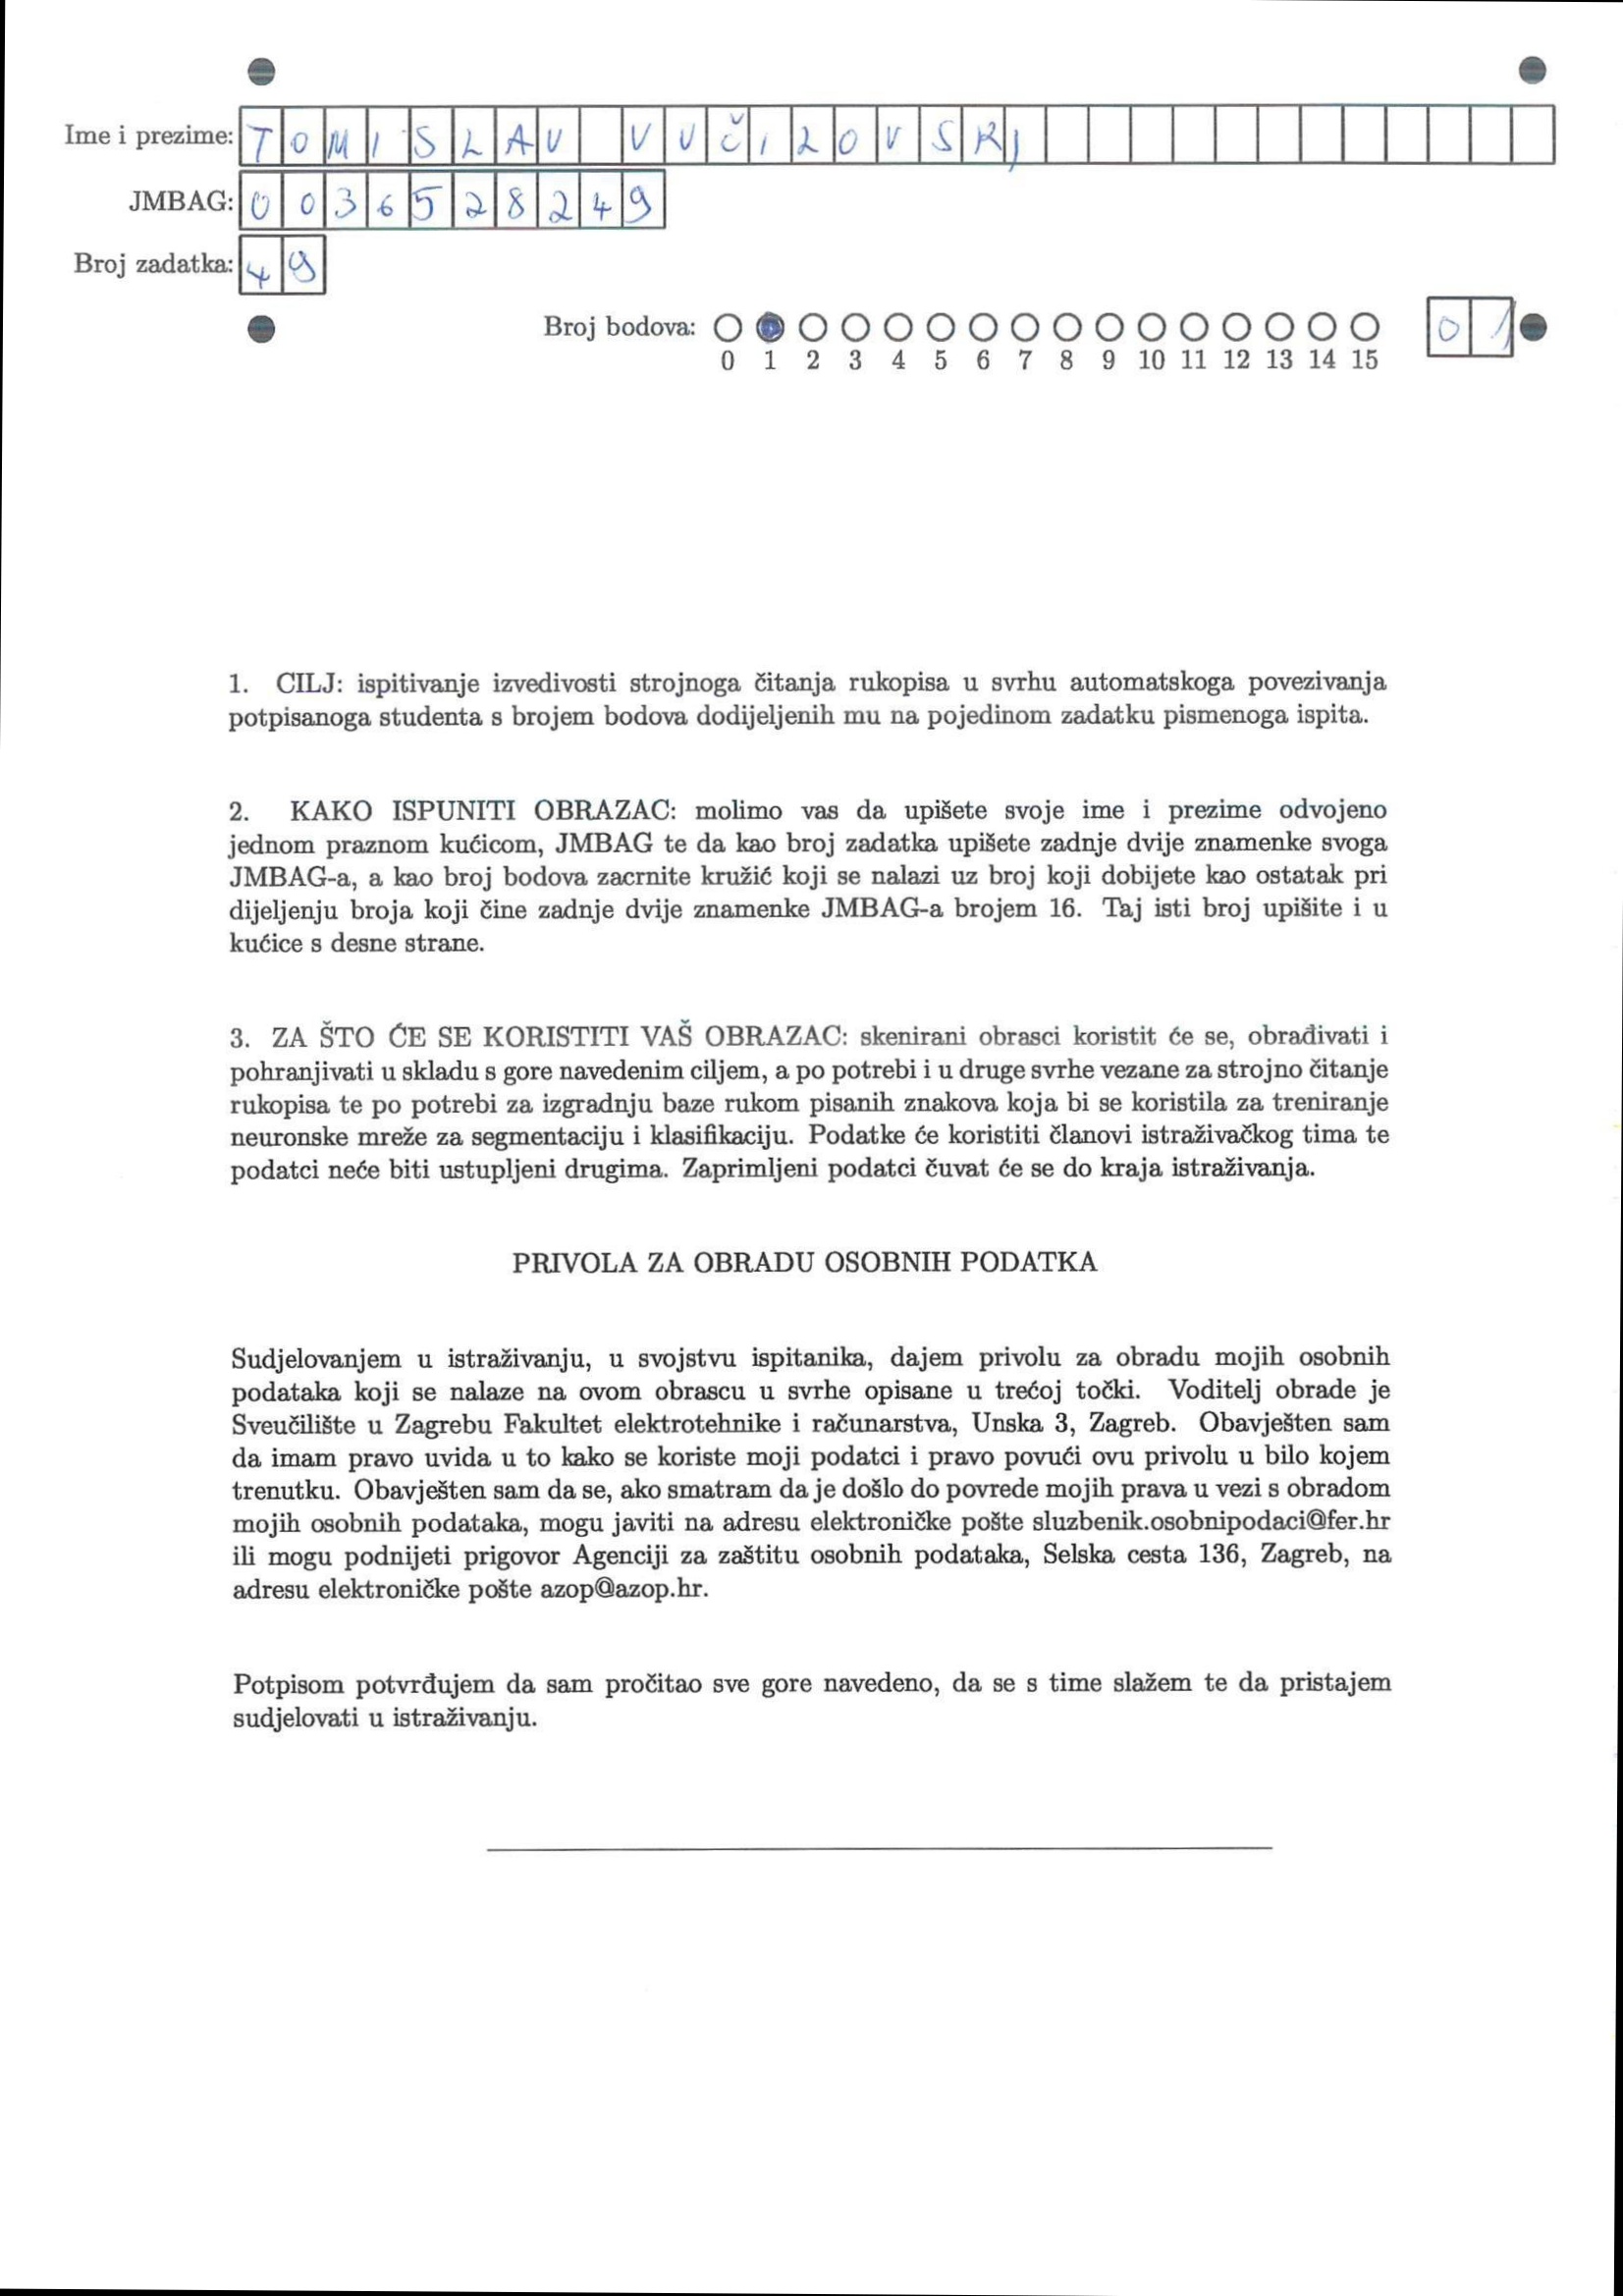 Ime i prezime: TOMISLAV VUČILOVSKI
JMBAG: 0036528249
Broj zadatka: 49
Broj bodova: 01
0 1 2 3 4 5 6 7 8 9 10 11 12 13 14 15
1. CILJ: ispitivanje izvedivosti strojnoga čitanja rukopisa u svrhu automatskoga povezivanja
potpisanoga studenta s brojem bodova dodijeljenih mu na pojedinom zadatku pismenoga ispita.
2. KAKO ISPUNITI OBRAZAC: molimo vas da upišete svoje ime i prezime odvojeno
jednom praznom kućicom, JMBAG te da kao broj zadatka upišete zadnje dvije znamenke svoga
JMBAG-a, a kao broj bodova zacrnite kružić koji se nalazi uz broj koji dobijete kao ostatak pri
dijeljenju broja koji čine zadnje dvije znamenke JMBAG-a brojem 16. Taj isti broj upišite i u
kućice s desne strane.
3. ZA ŠTO ĆE SE KORISTITI VAŠ OBRAZAC: skenirani obrasci koristit će se, obrađivati i
pohranjivati u skladu s gore navedenim ciljem, a po potrebi i u druge svrhe vezane za strojno čitanje
rukopisa te po potrebi za izgradnju baze rukom pisanih znakova koja bi se koristila za treniranje
neuronske mreže za segmentaciju i klasifikaciju. Podatke će koristiti članovi istraživačkog tima te
podatci neće biti ustupljeni drugima. Zaprimljeni podatci čuvat će se do kraja istraživanja.
PRIVOLA ZA OBRADU OSOBNIH PODATKA
Sudjelovanjem u istraživanju, u svojstvu ispitanika, dajem privolu za obradu mojih osobnih
podataka koji se nalaze na ovom obrascu u svrhe opisane u trećoj točki. Voditelj obrade je
Sveučilište u Zagrebu Fakultet elektrotehnike i računarstva, Unska 3, Zagreb. Obavješten sam
da imam pravo uvida u to kako se koriste moji podatci i pravo povući ovu privolu u bilo kojem
trenutku. Obavješten sam da se, ako smatram da je došlo do povrede mojih prava u vezi s obradom
mojih osobnih podataka, mogu javiti na adresu elektroničke pošte sluzbenik.osobnipodaci@fer.hr
ili mogu podnijeti prigovor Agenciji za zaštitu osobnih podataka, Selska cesta 136, Zagreb, na
adresu elektroničke pošte azop@azop.hr.
Potpisom potvrđujem da sam pročitao sve gore navedeno, da se s time slažem te da pristajem
sudjelovati u istraživanju.